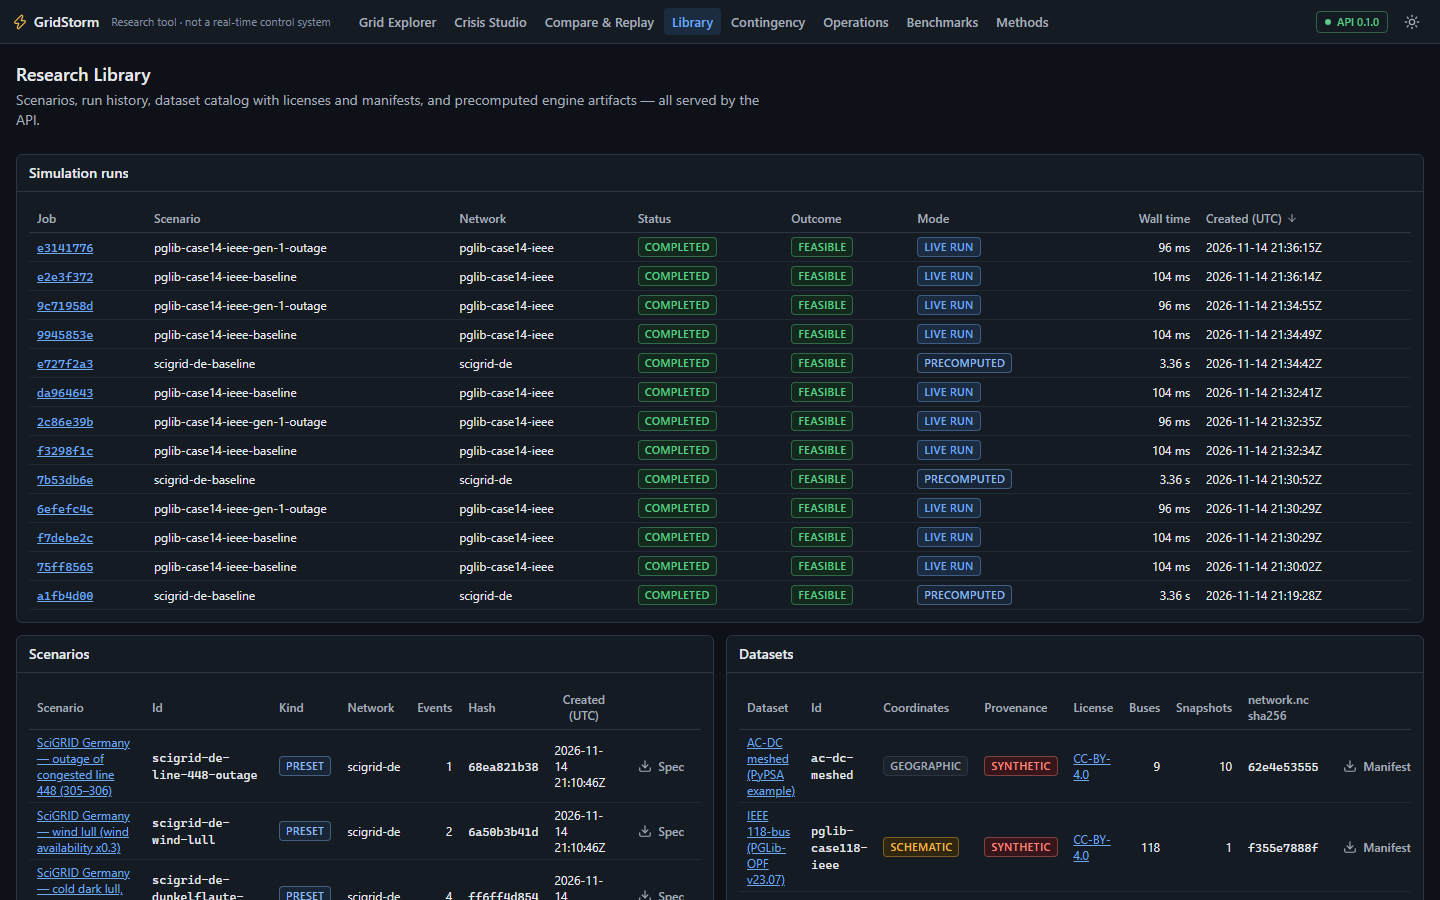 GridStorm Research tool · not a real-time control system Grid Explorer Crisis Studio Compare & Replay Library Contingency Operations Benchmarks Methods API 0.1.0
Research Library
Scenarios, run history, dataset catalog with licenses and manifests, and precomputed engine artifacts — all served by the
API.
Simulation runs
Job Scenario Network Status Outcome Mode Wall time Created (UTC) ↓
e3141776 pglib-case14-ieee-gen-1-outage pglib-case14-ieee COMPLETED FEASIBLE LIVE RUN 96 ms 2026-11-14 21:36:15Z
e2e3f372 pglib-case14-ieee-baseline pglib-case14-ieee COMPLETED FEASIBLE LIVE RUN 104 ms 2026-11-14 21:36:14Z
9c71958d pglib-case14-ieee-gen-1-outage pglib-case14-ieee COMPLETED FEASIBLE LIVE RUN 96 ms 2026-11-14 21:34:55Z
9945853e pglib-case14-ieee-baseline pglib-case14-ieee COMPLETED FEASIBLE LIVE RUN 104 ms 2026-11-14 21:34:49Z
e727f2a3 scigrid-de-baseline scigrid-de COMPLETED FEASIBLE PRECOMPUTED 3.36 s 2026-11-14 21:34:42Z
da964643 pglib-case14-ieee-baseline pglib-case14-ieee COMPLETED FEASIBLE LIVE RUN 104 ms 2026-11-14 21:32:41Z
2c86e39b pglib-case14-ieee-gen-1-outage pglib-case14-ieee COMPLETED FEASIBLE LIVE RUN 96 ms 2026-11-14 21:32:35Z
f3298f1c pglib-case14-ieee-baseline pglib-case14-ieee COMPLETED FEASIBLE LIVE RUN 104 ms 2026-11-14 21:32:34Z
7b53db6e scigrid-de-baseline scigrid-de COMPLETED FEASIBLE PRECOMPUTED 3.36 s 2026-11-14 21:30:52Z
6efefc4c pglib-case14-ieee-gen-1-outage pglib-case14-ieee COMPLETED FEASIBLE LIVE RUN 96 ms 2026-11-14 21:30:29Z
f7debe2c pglib-case14-ieee-baseline pglib-case14-ieee COMPLETED FEASIBLE LIVE RUN 104 ms 2026-11-14 21:30:29Z
75ff8565 pglib-case14-ieee-baseline pglib-case14-ieee COMPLETED FEASIBLE LIVE RUN 104 ms 2026-11-14 21:30:02Z
a1fb4d00 scigrid-de-baseline scigrid-de COMPLETED FEASIBLE PRECOMPUTED 3.36 s 2026-11-14 21:19:28Z
Scenarios
Scenario Id Kind Network Events Hash Created
(UTC)
SciGRID Germany
— outage of
congested line
448 (305–306)
scigrid-de-
line-448-outage
PRESET scigrid-de 1 68ea821b38
2026-11-
14
21:10:46Z
Spec
SciGRID Germany
— wind lull (wind
availability x0.3)
scigrid-de-
wind-lull
PRESET scigrid-de 2 6a50b3b41d
2026-11-
14
21:10:46Z
Spec
SciGRID Germany
— cold dark lull,
scigrid-de-
dunkelflaute-
PRESET scigrid-de 4 ff6ff4d854
2026-11-
14
Spec
Datasets
Dataset Id Coordinates Provenance License Buses Snapshots network.nc
sha256
AC-DC
meshed
(PyPSA
example)
ac-dc-
meshed
GEOGRAPHIC SYNTHETIC
CC-BY-
4.0
9 10 62e4e53555 Manifest
IEEE
118-bus
(PGLib-
OPF
v23.07)
pglib-
case118-
ieee
SCHEMATIC SYNTHETIC
CC-BY-
4.0
118 1 f355e7888f Manifest